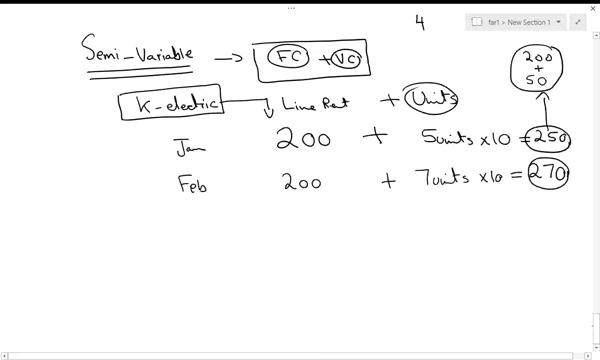 4
far1 > New Section 1
Semi-Variable → FC + VC
200
+
50
K-electric → Line Rent + Units
Jan 200 + 5units x10 = 250
Feb 200 + 7units x10 = 270